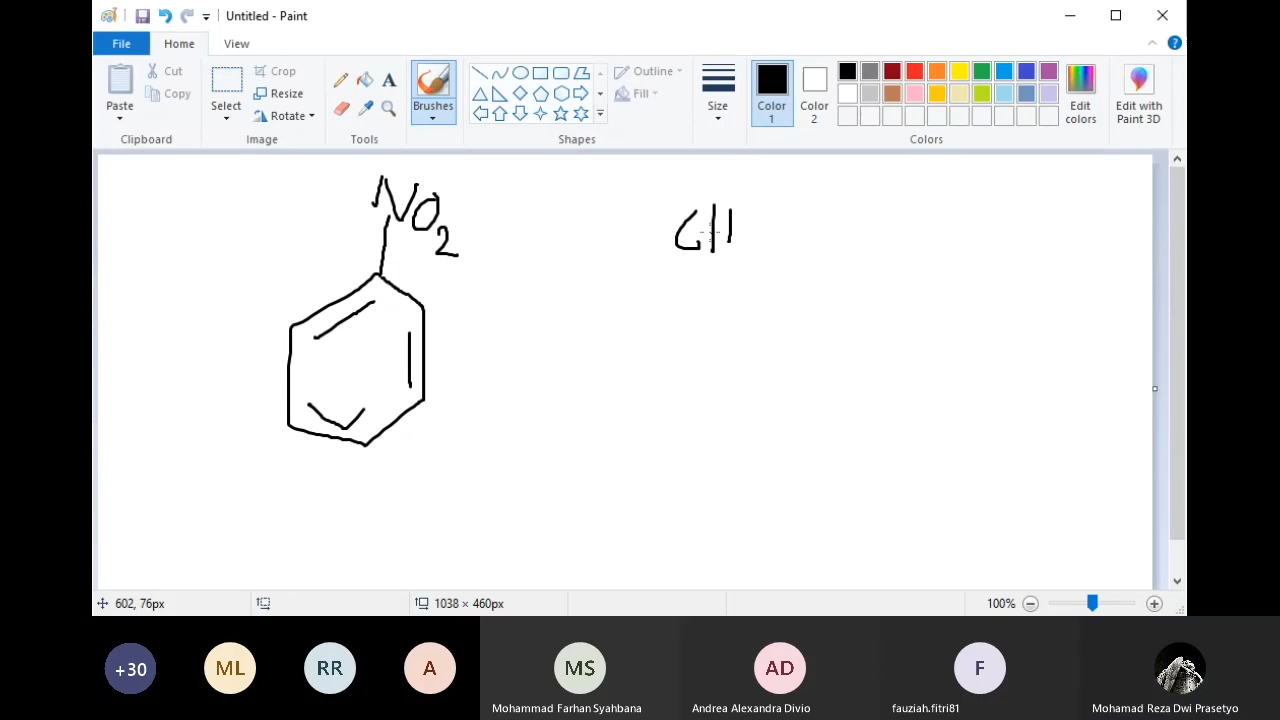 Untitled - Paint
File Home View
Cut
Copy
Paste
Clipboard
Crop
Resize
Rotate
Select
Image
A
Tools
Brushes
Outline
Fill
Shapes
Size
Color 1
Color 2
Edit colors
Edit with Paint 3D
Colors
NO2
602, 76px
1038 × 460px
100%
+30
ML
RR
A
MS
AD
F
Mohammad Farhan Syahbana
Andrea Alexandra Divio
fauziah.fitri81
Mohamad Reza Dwi Prasetyo